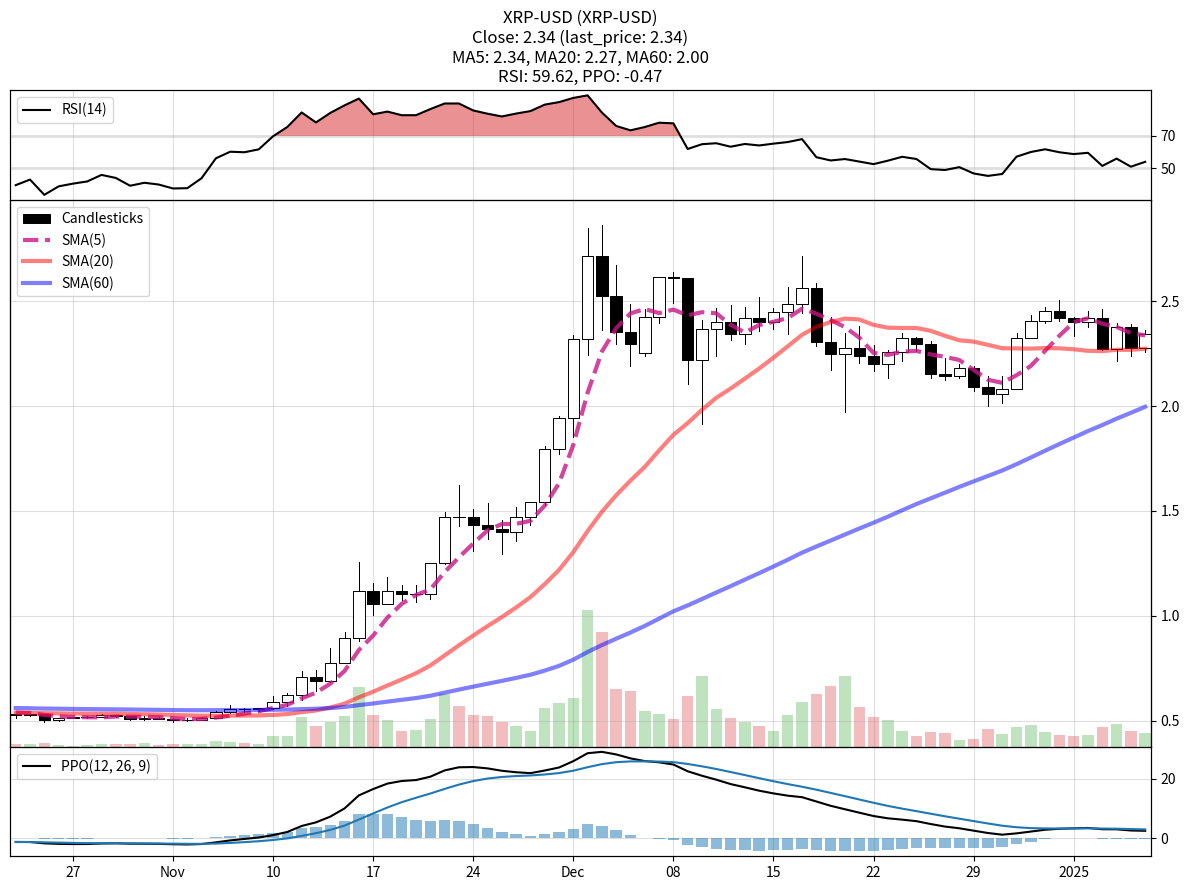 XRP-USD (XRP-USD)
Close: 2.34 (last_price: 2.34)
MA5: 2.34, MA20: 2.27, MA60: 2.00
RSI: 59.62, PPO: -0.47
RSI(14)
70
50
Candlesticks
SMA(5)
SMA(20)
SMA(60)
2.5
2.0
1.5
1.0
0.5
PPO(12, 26, 9)
20
0
27 Nov 10 17 24 Dec 08 15 22 29 2025